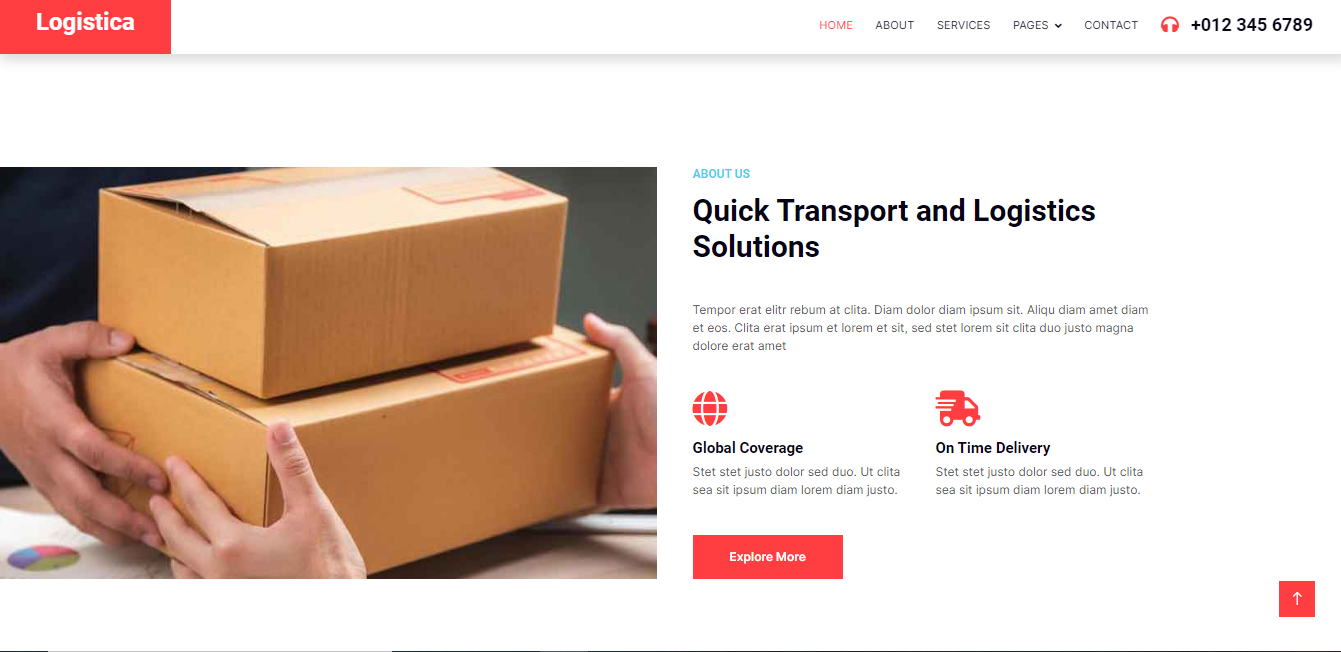 Logistica
HOME ABOUT SERVICES PAGES CONTACT +012 345 6789
ABOUT US
Quick Transport and Logistics
Solutions
Tempor erat elitr rebum at clita. Diam dolor diam ipsum sit. Aliqu diam amet diam
et eos. Clita erat ipsum et lorem et sit, sed stet lorem sit clita duo justo magna
dolore erat amet
Global Coverage
Stet stet justo dolor sed duo. Ut clita
sea sit ipsum diam lorem diam justo.
On Time Delivery
Stet stet justo dolor sed duo. Ut clita
sea sit ipsum diam lorem diam justo.
Explore More